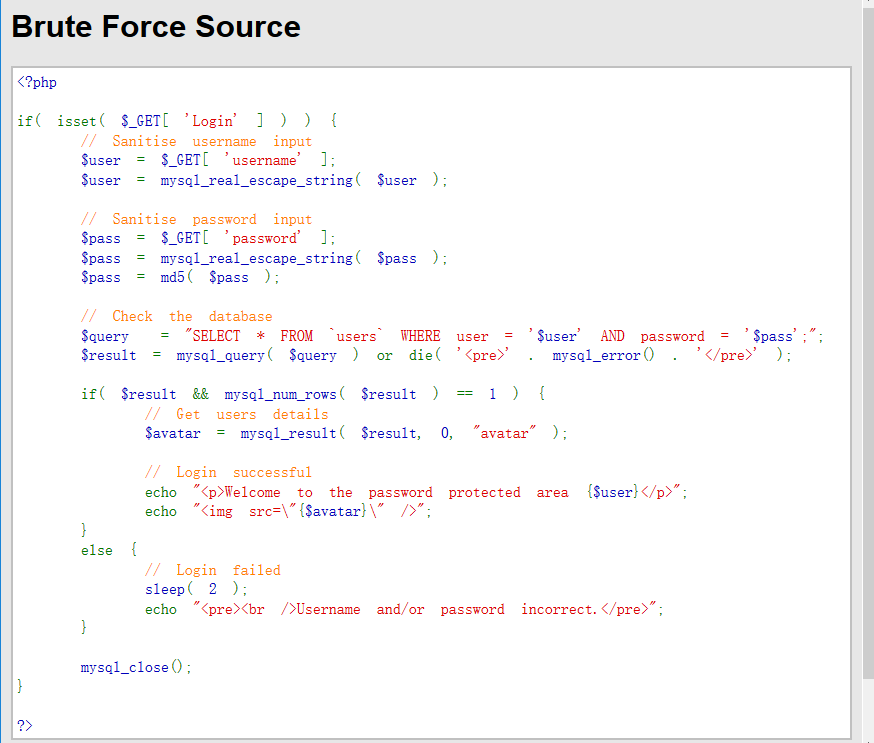 Brute Force Source
<?php
if( isset( $_GET[ 'Login' ] ) ) {
// Sanitise username input
$user = $_GET[ 'username' ];
$user = mysql_real_escape_string( $user );
// Sanitise password input
$pass = $_GET[ 'password' ];
$pass = mysql_real_escape_string( $pass );
$pass = md5( $pass );
// Check the database
$query = "SELECT * FROM `users` WHERE user = '$user' AND password = '$pass';";
$result = mysql_query( $query ) or die( '<pre>' . mysql_error() . '</pre>' );
if( $result && mysql_num_rows( $result ) == 1 ) {
// Get users details
$avatar = mysql_result( $result, 0, "avatar" );
// Login successful
echo "<p>Welcome to the password protected area {$user}</p>";
echo "<img src=\"{$avatar}\" />";
}
else {
// Login failed
sleep( 2 );
echo "<pre><br />Username and/or password incorrect.</pre>";
}
mysql_close();
}
?>